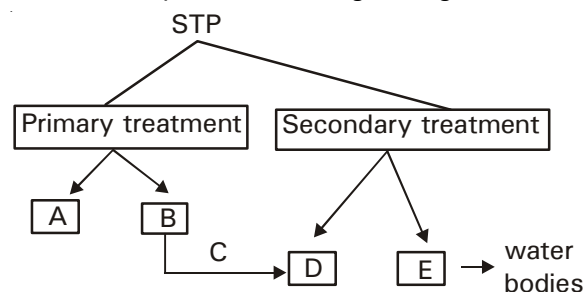 STP
Primary treatment
Secondary treatment
A
B
C
D
E
water
bodies